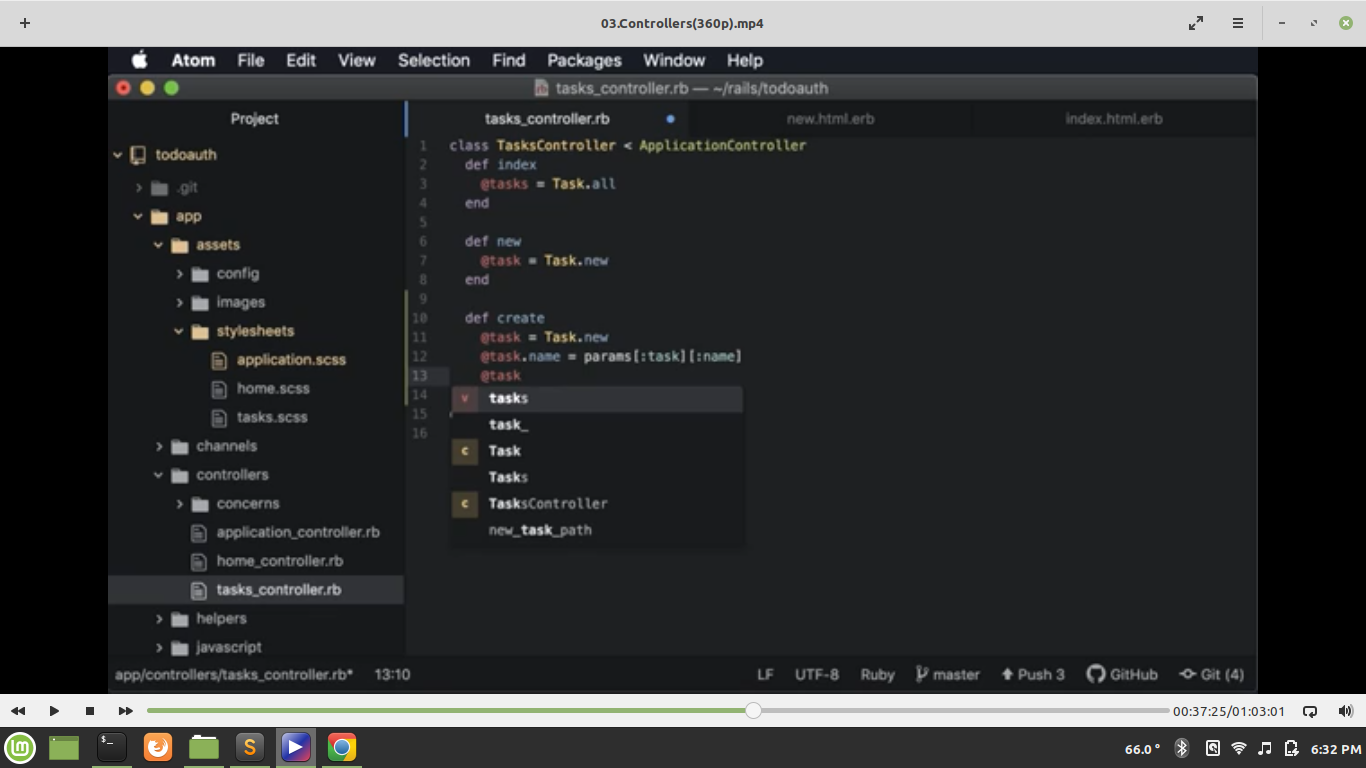 03.Controllers(360p).mp4
Atom File Edit View Selection Find Packages Window Help
tasks_controller.rb — ~/rails/todoauth
Project
tasks_controller.rb
new.html.erb
index.html.erb
todoauth
.git
app
assets
config
images
stylesheets
application.scss
home.scss
tasks.scss
channels
controllers
concerns
application_controller.rb
home_controller.rb
tasks_controller.rb
helpers
javascript
1 class TasksController < ApplicationController
2 def index
3 @tasks = Task.all
4 end
5
6 def new
7 @task = Task.new
8 end
9
10 def create
11 @task = Task.new
12 @task.name = params[:task][:name]
13 @task
14
15
16
v tasks
task_
c Task
Tasks
c TasksController
new_task_path
app/controllers/tasks_controller.rb* 13:10
LF UTF-8 Ruby master Push 3 GitHub Git (4)
00:37:25/01:03:01
66.0 ° 6:32 PM